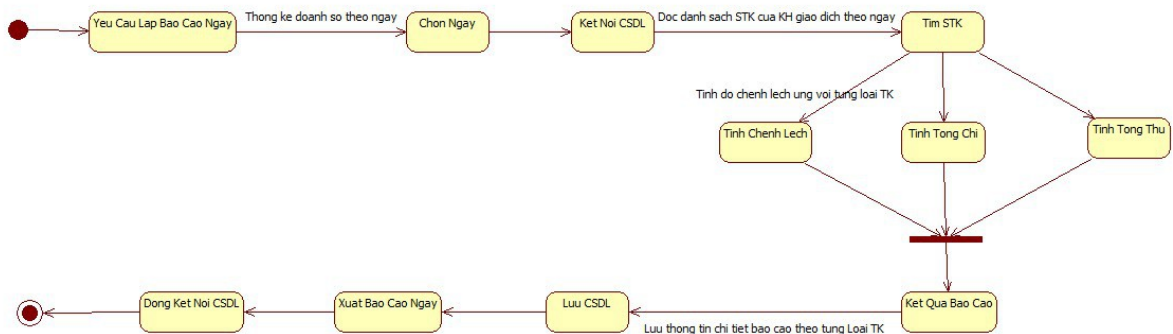 Yeu Cau Lap Bao Cao Ngay
Thong ke doanh so theo ngay
Chon Ngay
Ket Noi CSDL
Doc danh sach STK cua KH giao dich theo ngay
Tim STK
Tinh do chenh lech ung voi tung loai TK
Tinh Chenh Lech
Tinh Tong Chi
Tinh Tong Thu
Dong Ket Noi CSDL
Xuat Bao Cao Ngay
Luu CSDL
Ket Qua Bao Cao
Luu thong tin chi tiet bao cao theo tung Loai TK